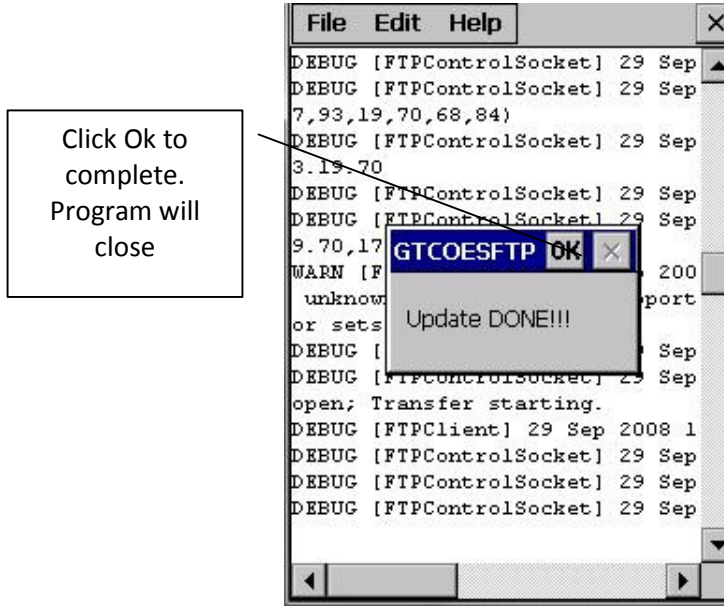 File Edit Help
DEBUG [FTPControlSocket] 29 Sep
DEBUG [FTPControlSocket] 29 Sep
7,93,19,70,68,84)
DEBUG [FTPControlSocket] 29 Sep
3.19.70
DEBUG [FTPControlSocket] 29 Sep
DEBUG [FTPControlSocket] 29 Sep
9.70,17
WARN [F 200
unknow port
or sets
DEBUG [ Sep
DEBUG [FTPControlSocket] 29 Sep
open; Transfer starting.
DEBUG [FTPClient] 29 Sep 2008 1
DEBUG [FTPControlSocket] 29 Sep
DEBUG [FTPControlSocket] 29 Sep
DEBUG [FTPControlSocket] 29 Sep
GTCOESFTP OK
Update DONE!!!
Click Ok to
complete.
Program will
close